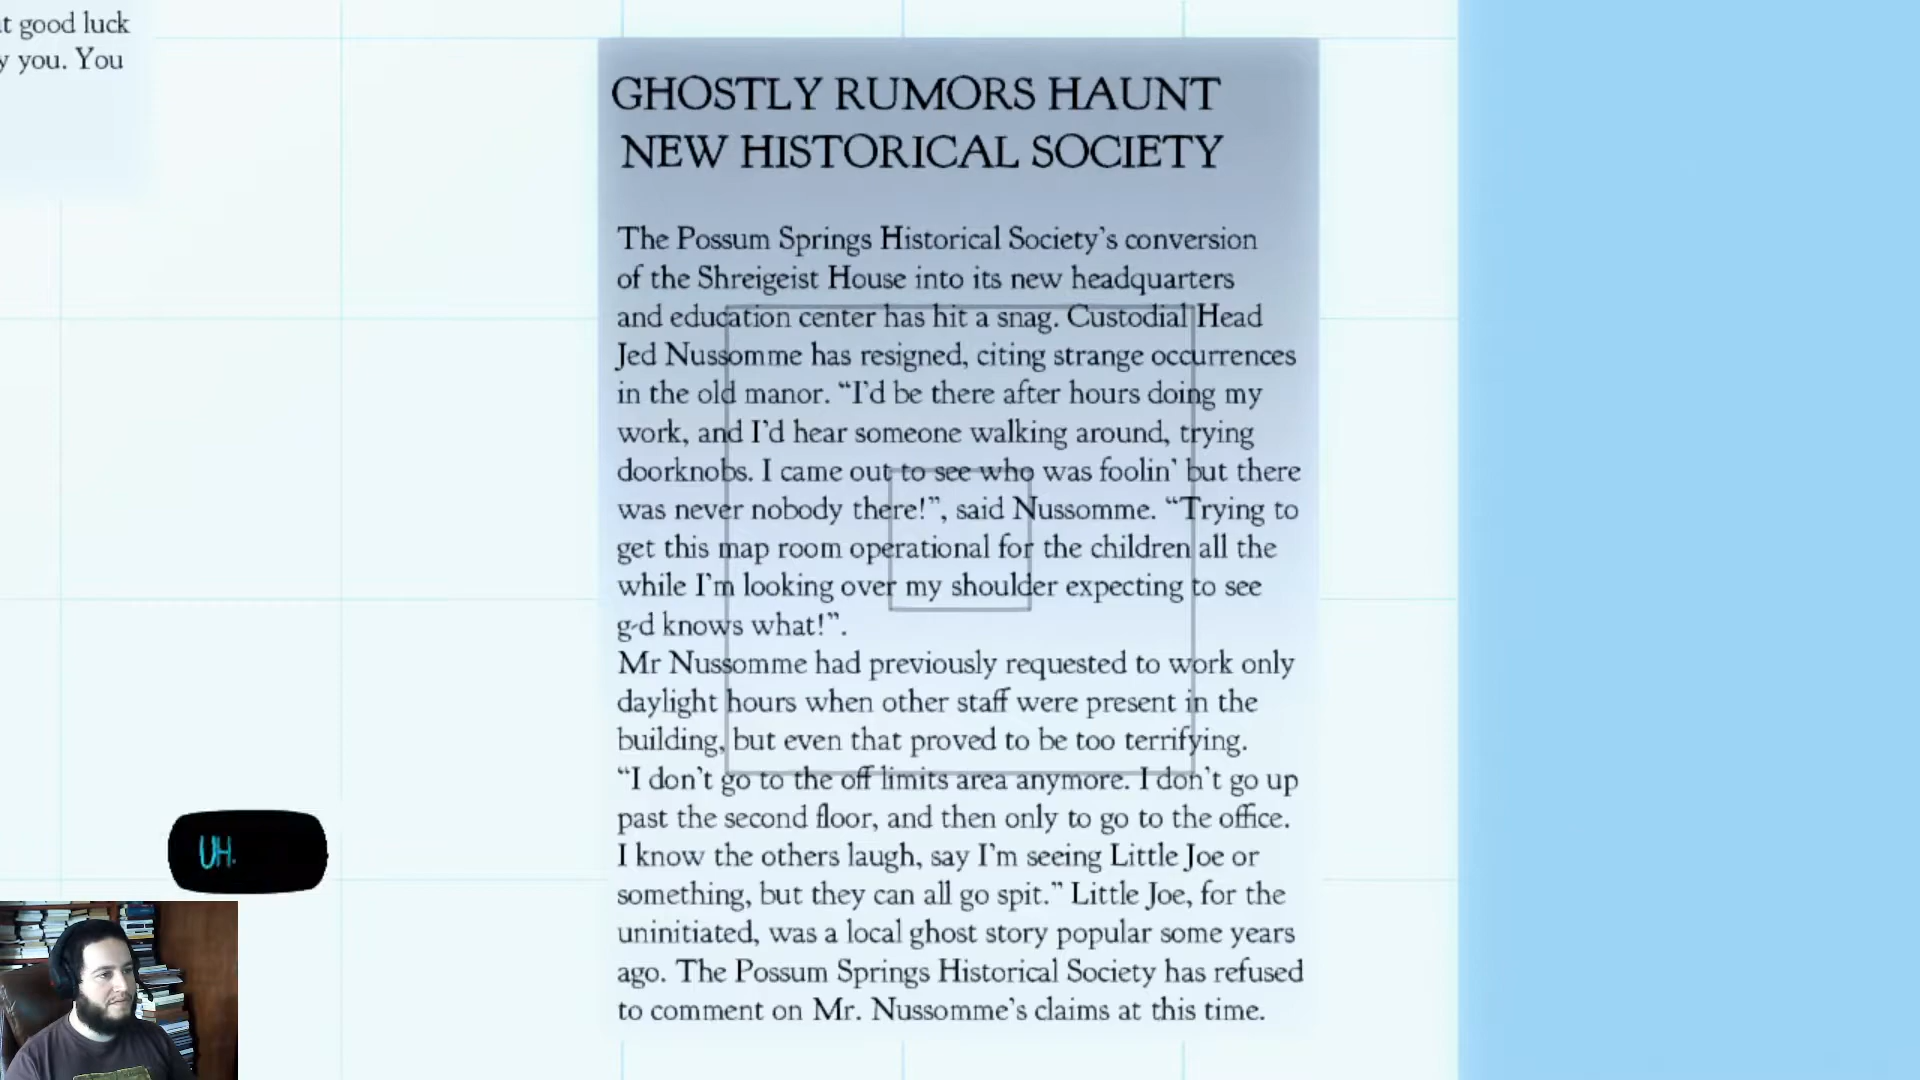 t good luck
y you. You
GHOSTLY RUMORS HAUNT
NEW HISTORICAL SOCIETY
The Possum Springs Historical Society's conversion
of the Shreigeist House into its new headquarters
and education center has hit a snag. Custodial Head
Jed Nussomme has resigned, citing strange occurrences
in the old manor. “I'd be there after hours doing my
work, and I'd hear someone walking around, trying
doorknobs. I came out to see who was foolin' but there
was never nobody there!”, said Nussomme. “Trying to
get this map room operational for the children all the
while I'm looking over my shoulder expecting to see
g-d knows what!”.
Mr Nussomme had previously requested to work only
daylight hours when other staff were present in the
building, but even that proved to be too terrifying.
“I don't go to the off limits area anymore. I don't go up
past the second floor, and then only to go to the office.
I know the others laugh, say I'm seeing Little Joe or
something, but they can all go spit.” Little Joe, for the
uninitiated, was a local ghost story popular some years
ago. The Possum Springs Historical Society has refused
to comment on Mr. Nussomme's claims at this time.
UH.